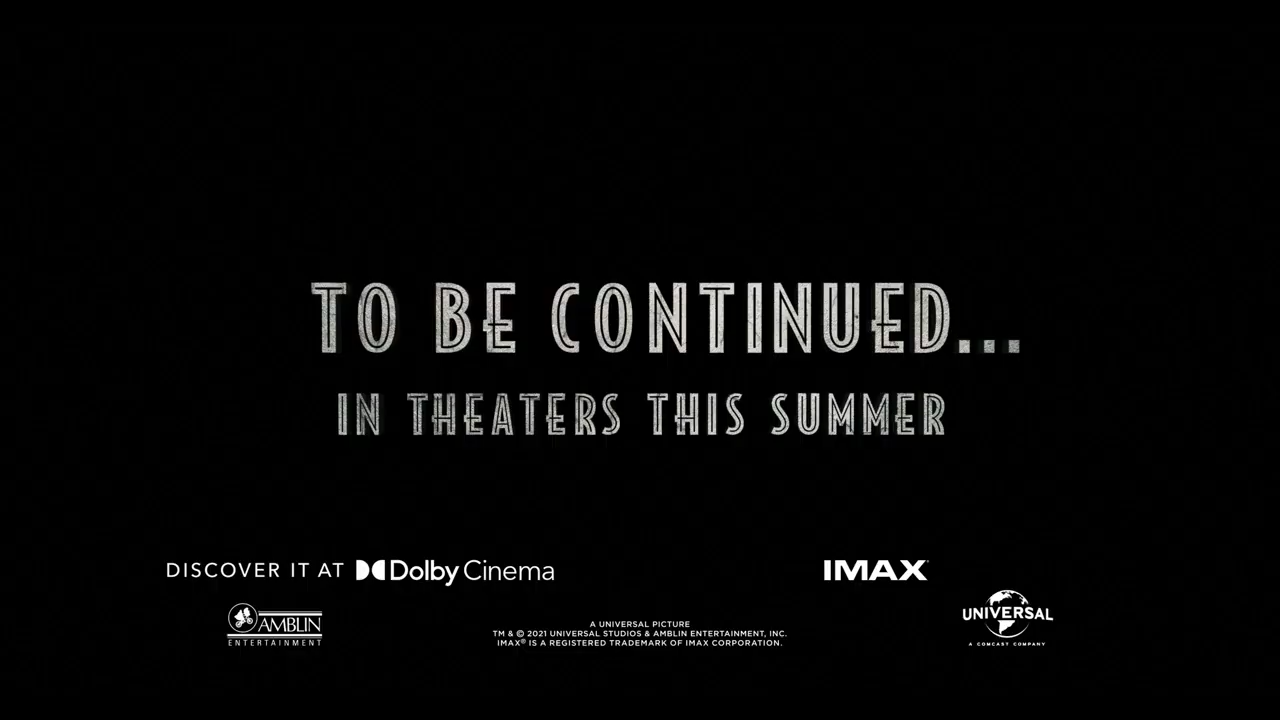 TO BE CONTINUED...
IN THEATERS THIS SUMMER
DISCOVER IT AT Dolby Cinema
IMAX
AMBLIN
ENTERTAINMENT
A UNIVERSAL PICTURE
TM & © 2021 UNIVERSAL STUDIOS & AMBLIN ENTERTAINMENT, INC.
IMAX® IS A REGISTERED TRADEMARK OF IMAX CORPORATION.
UNIVERSAL
A COMCAST COMPANY